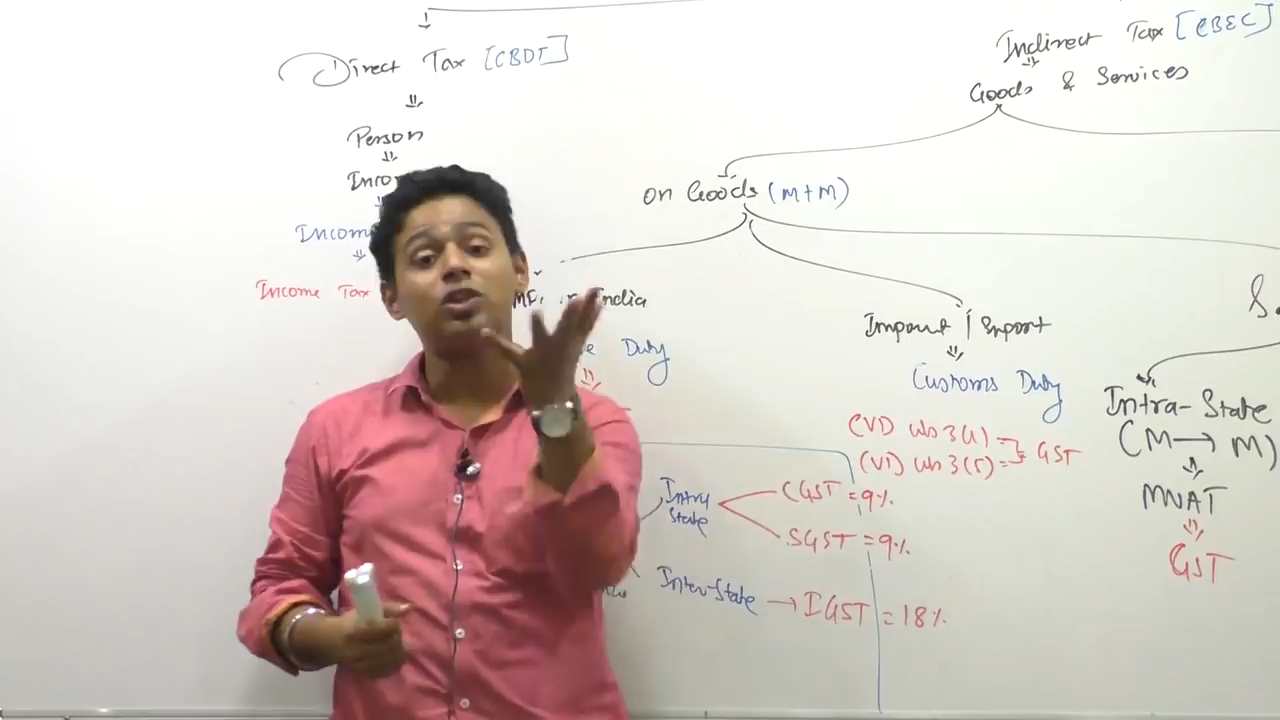 Direct Tax [CBDT]
Person
Income Tax
Indirect Tax [CBEC]
Goods & Services
on Goods (M+M)
India
Duty
Import | Export
Customs Duty
CVD u/s 3(1)
CVD u/s 3(5) = GST
Intra State
CGST = 9%
SGST = 9%
Inter-State → IGST = 18%
Intra-State
(M → M)
MVAT
GST